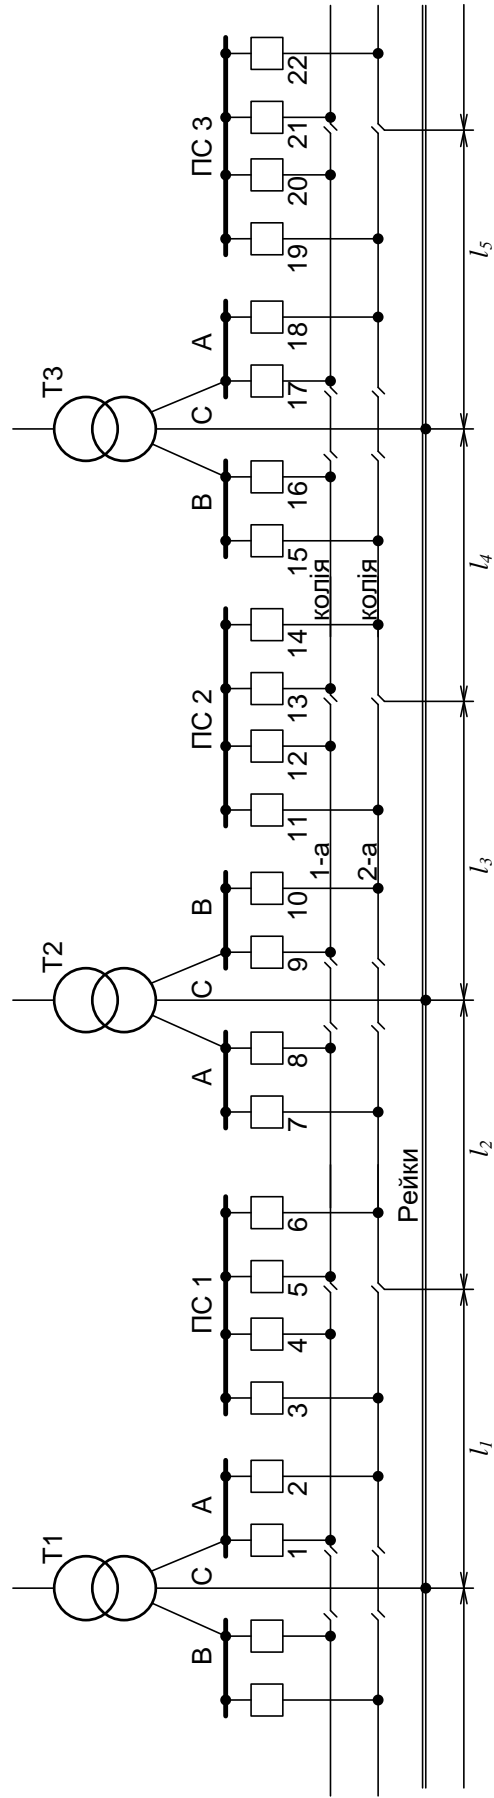 Т1
Т2
Т3
В
С
А
ПС 1
А
С
В
ПС 2
В
С
А
ПС 3
1
2
3
4
5
6
7
8
9
10
11
12
13
14
15
16
17
18
19
20
21
22
1-а колія
2-а колія
Рейки
l1
l2
l3
l4
l5